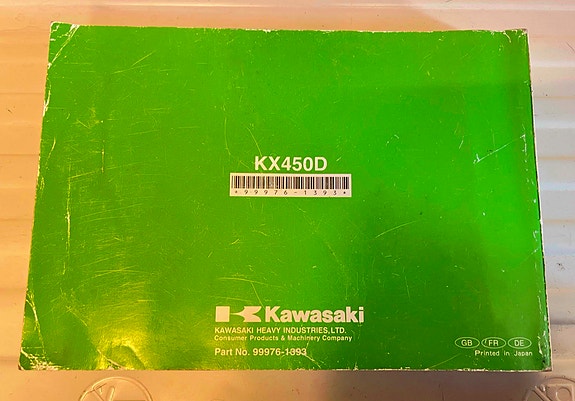 KX450D
*99976-1393*
Kawasaki
KAWASAKI HEAVY INDUSTRIES,LTD.
Consumer Products & Machinery Company
Part No. 99976-1393
GB FR DE
Printed in Japan